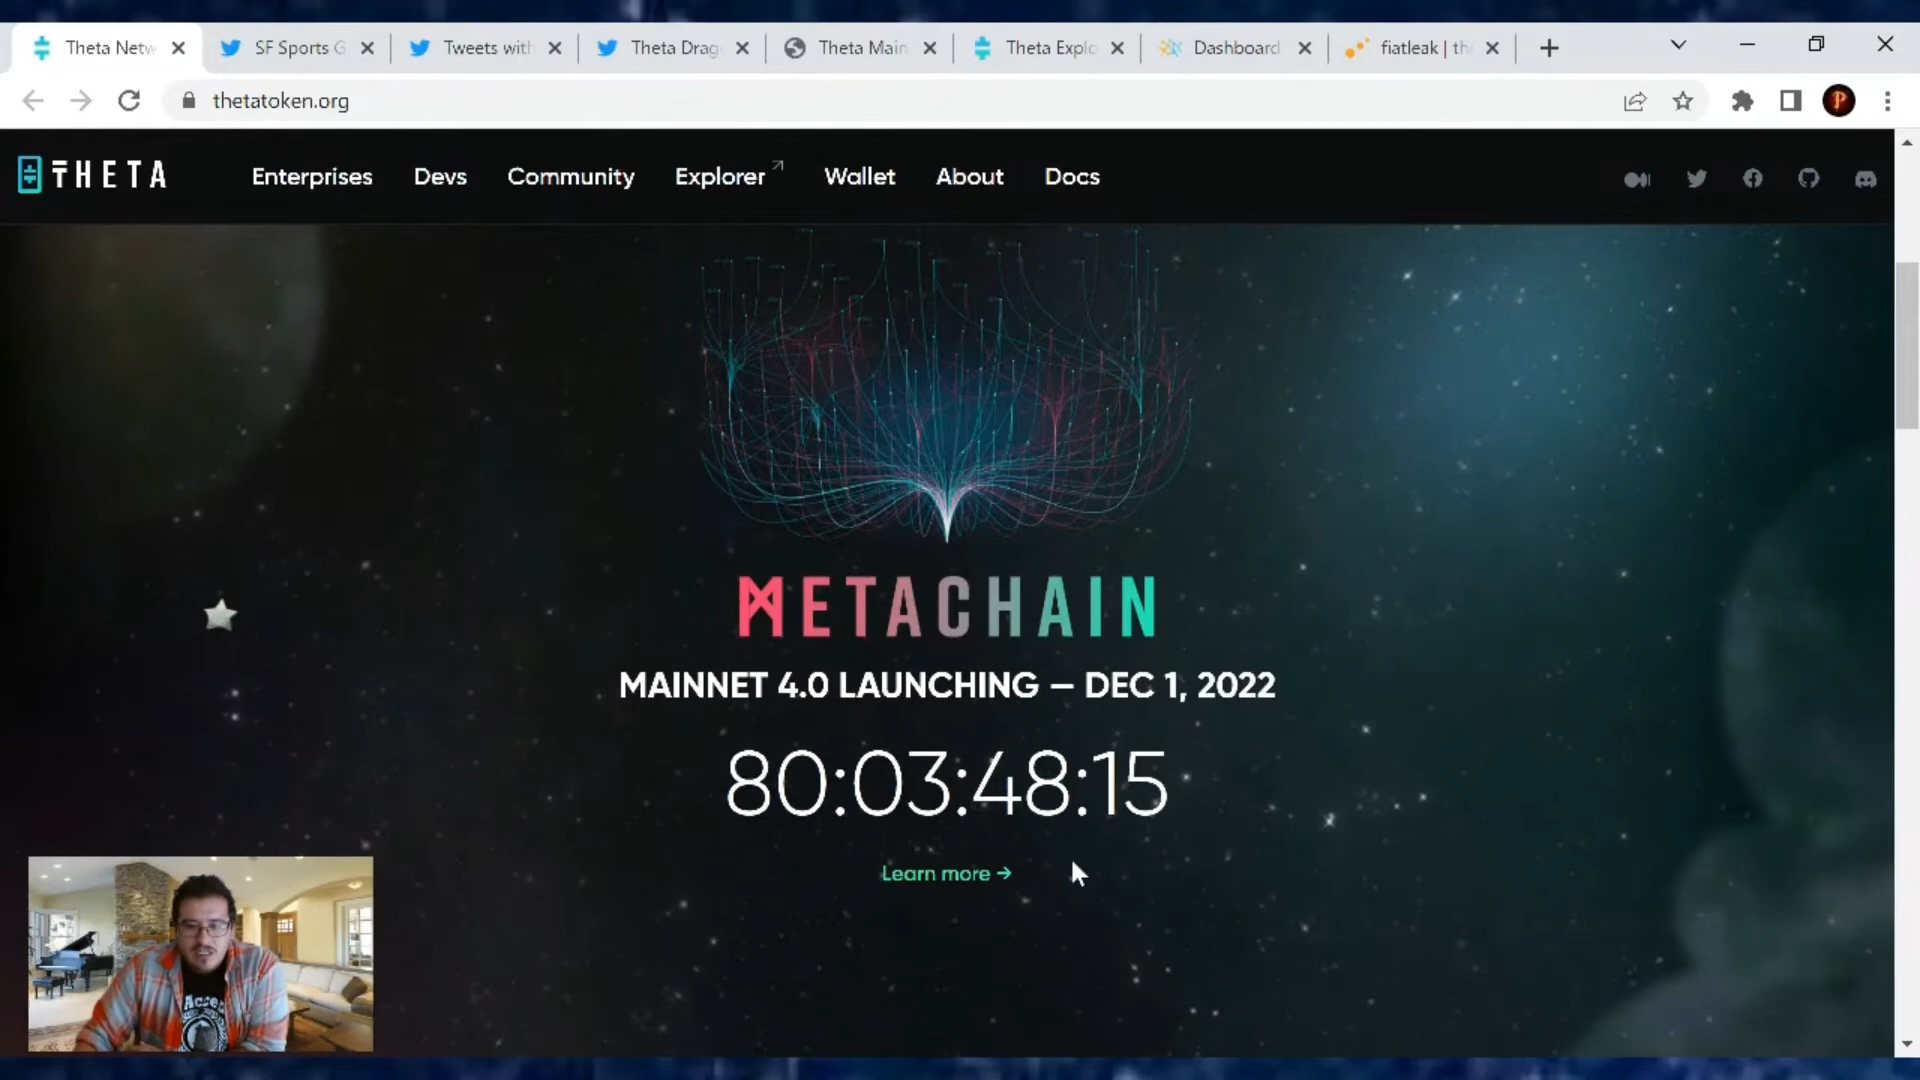 Theta Netw
SF Sports G
Tweets with
Theta Drag
Theta Main
Theta Explo
Dashboard
fiatleak | th
thetatoken.org
THETA
Enterprises
Devs
Community
Explorer
Wallet
About
Docs
METACHAIN
MAINNET 4.0 LAUNCHING — DEC 1, 2022
80:03:48:15
Learn more →